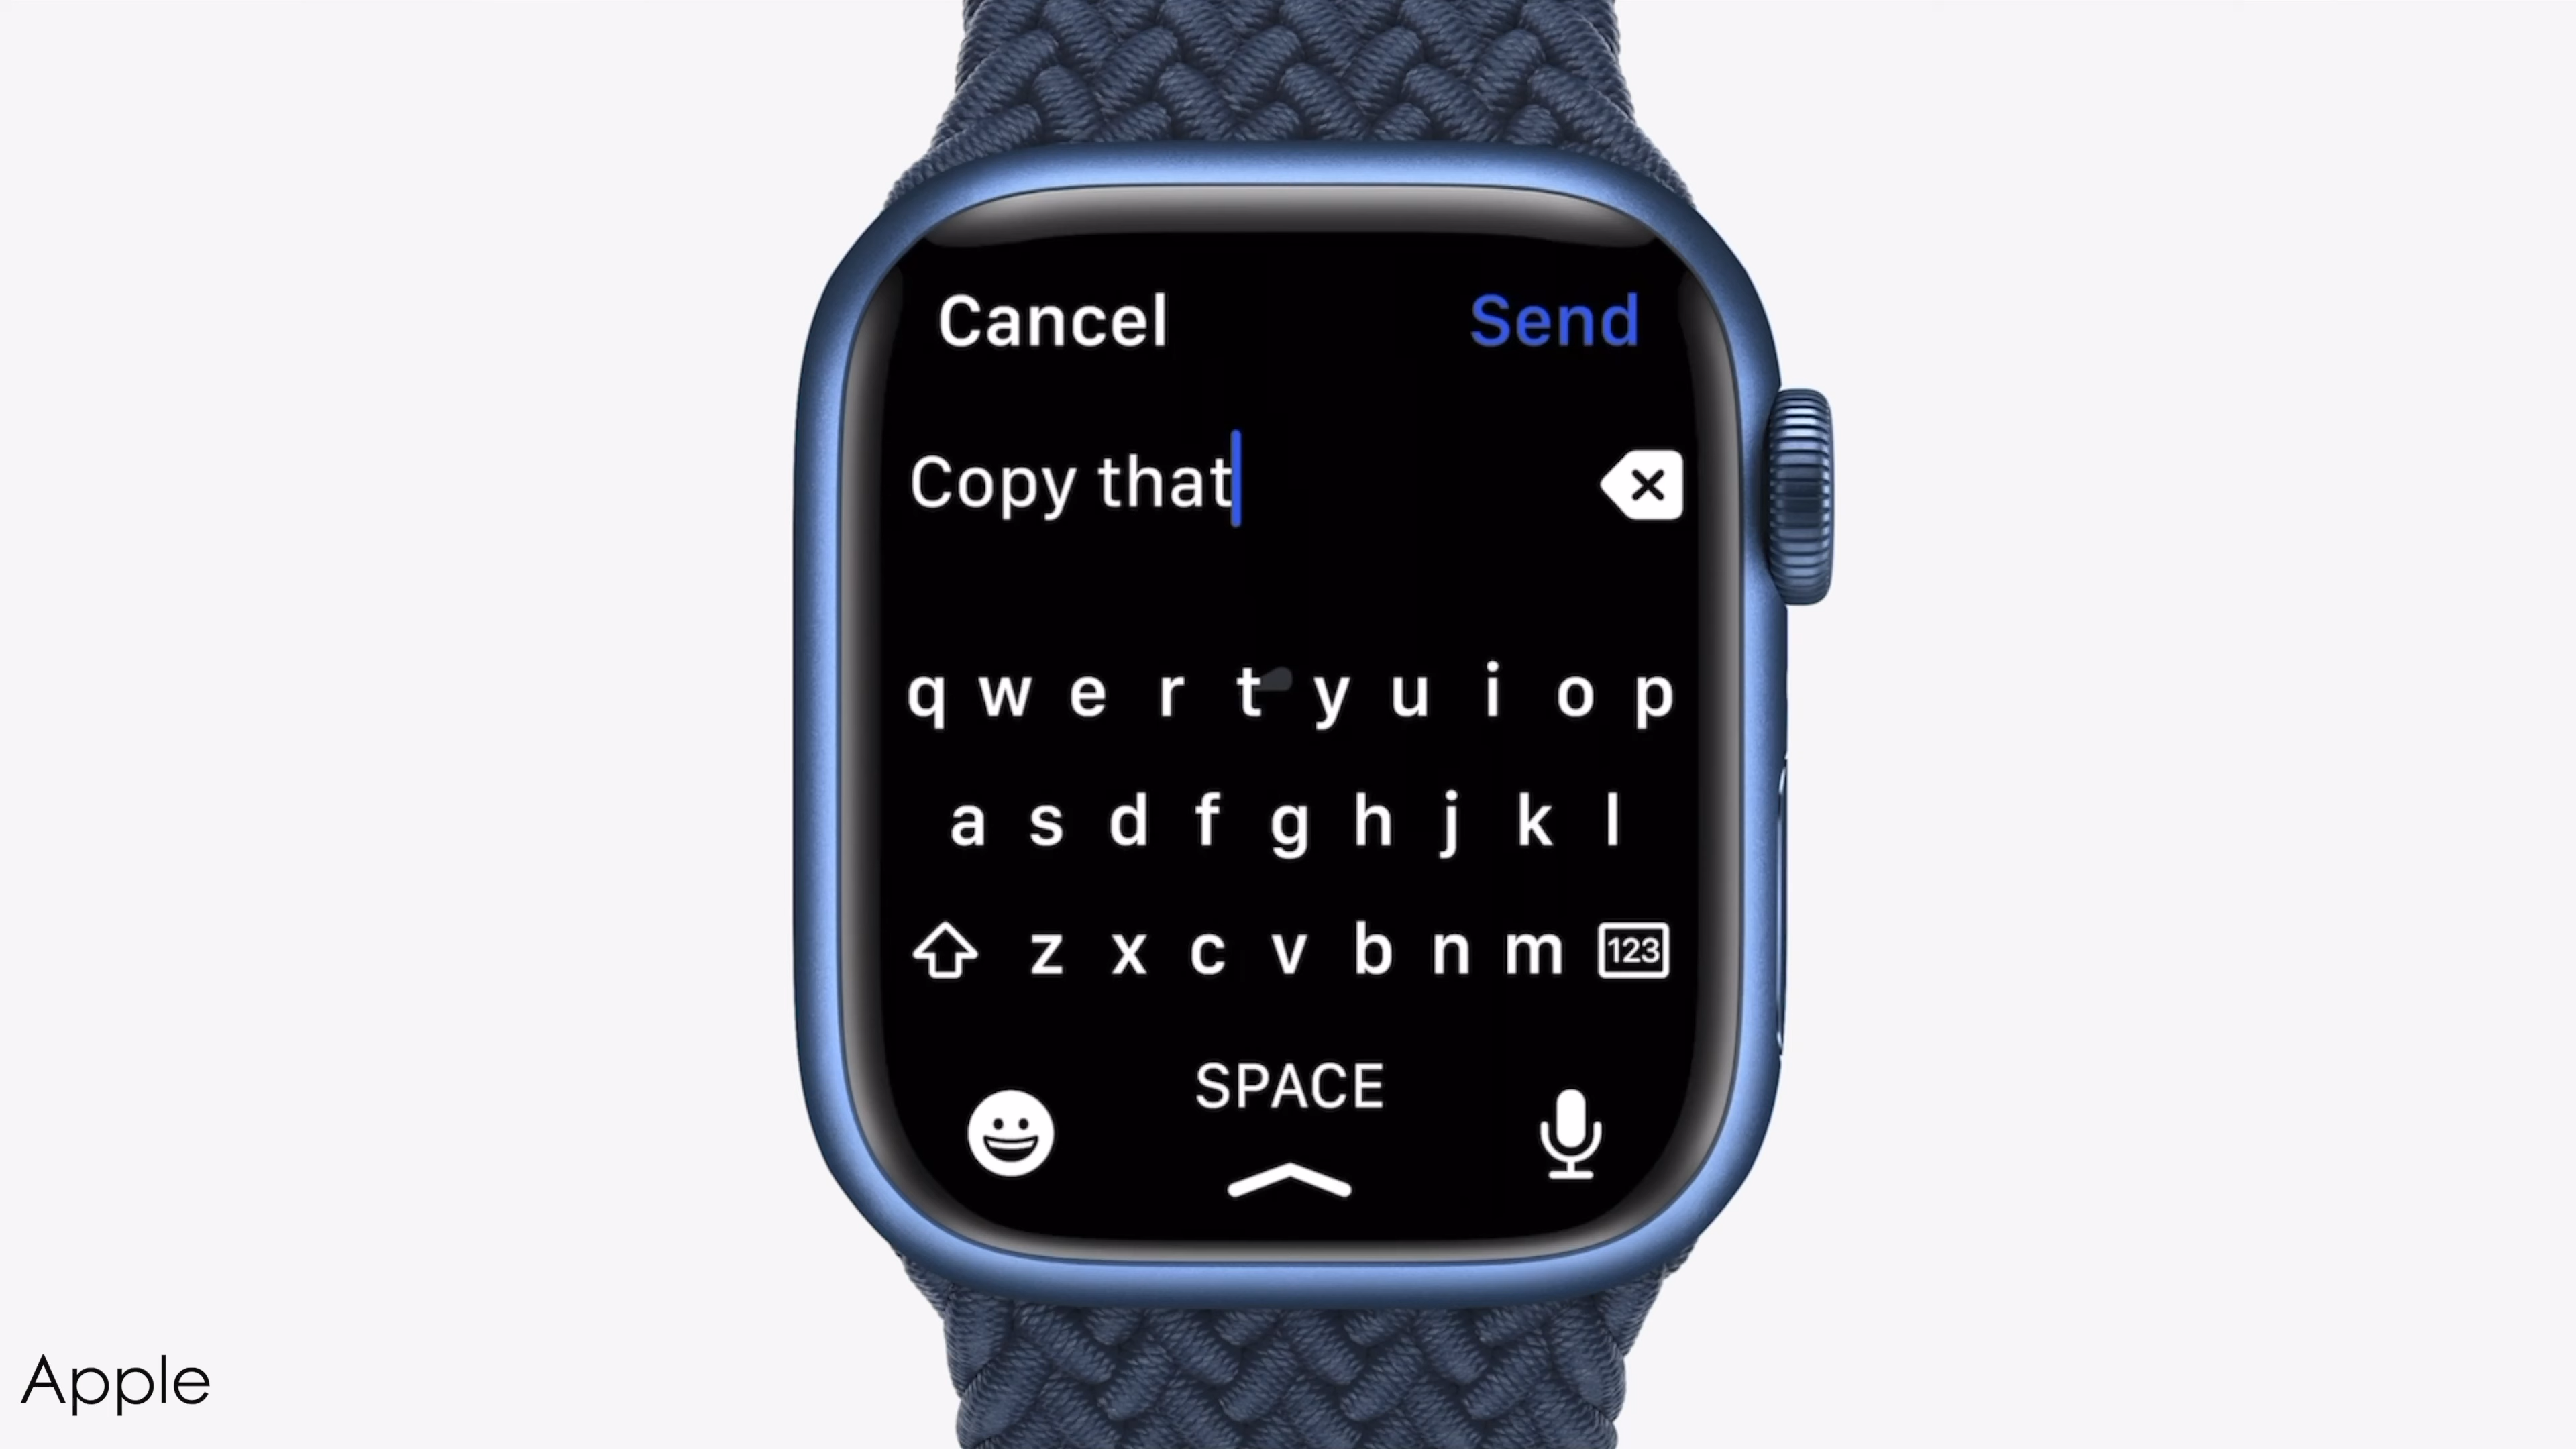 Cancel Send
Copy that
q w e r t y u i o p
a s d f g h j k l
z x c v b n m 123
SPACE
Apple